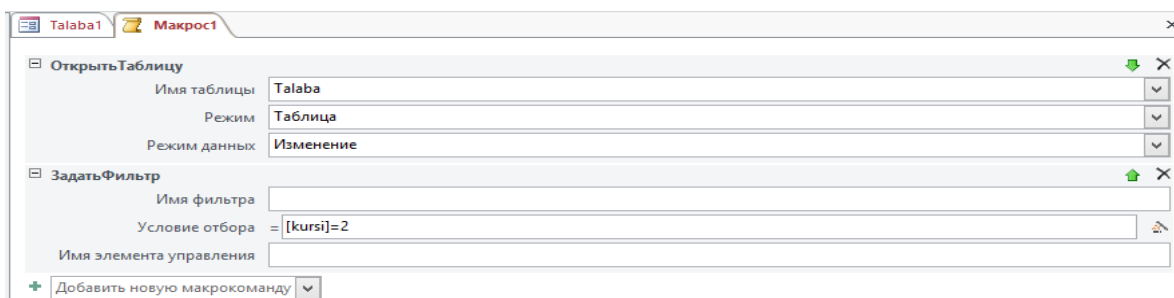 Talaba1 Макрос1
ОткрытьТаблицу
Имя таблицы Talaba
Режим Таблица
Режим данных Изменение
ЗадатьФильтр
Имя фильтра
Условие отбора = [kursi]=2
Имя элемента управления
Добавить новую макрокоманду